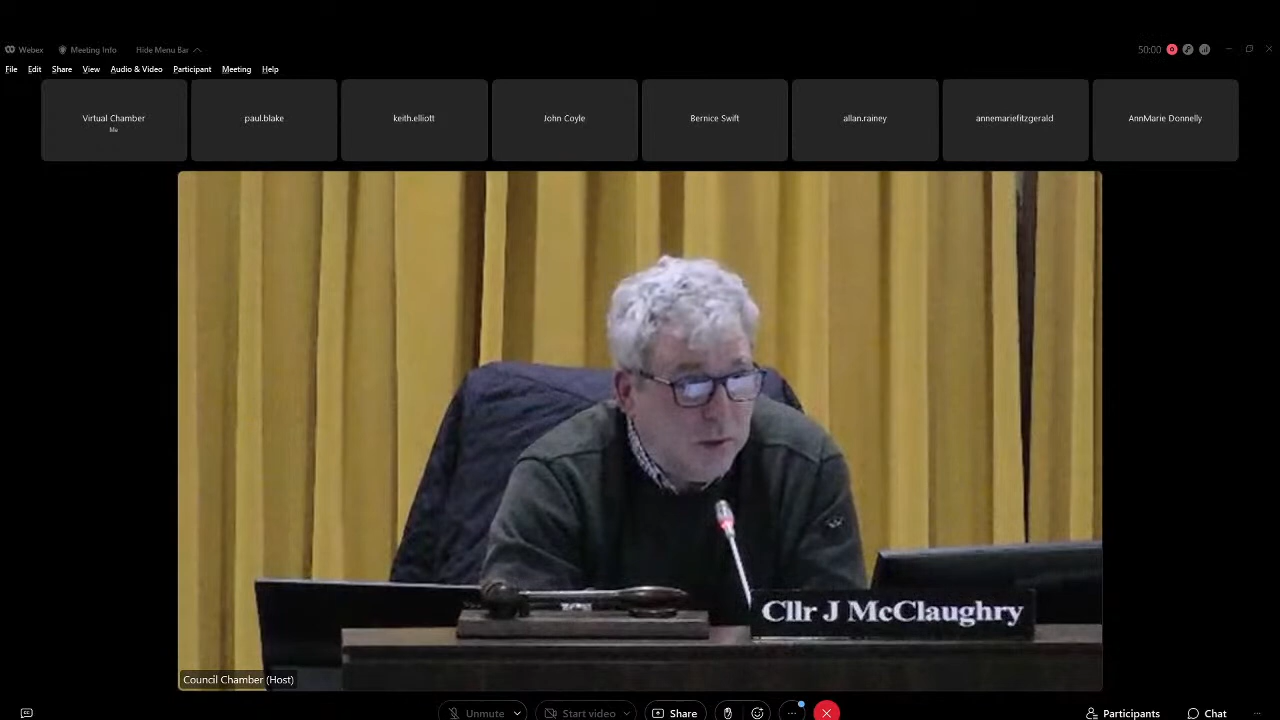 Webex Meeting Info Hide Menu Bar 50:00
File Edit Share View Audio & Video Participant Meeting Help
Virtual Chamber
Me
paul.blake
keith.elliott
John Coyle
Bernice Swift
allan.rainey
annemariefitzgerald
AnnMarie Donnelly
Cllr J McClaughry
Council Chamber (Host)
Unmute Start video Share Participants Chat